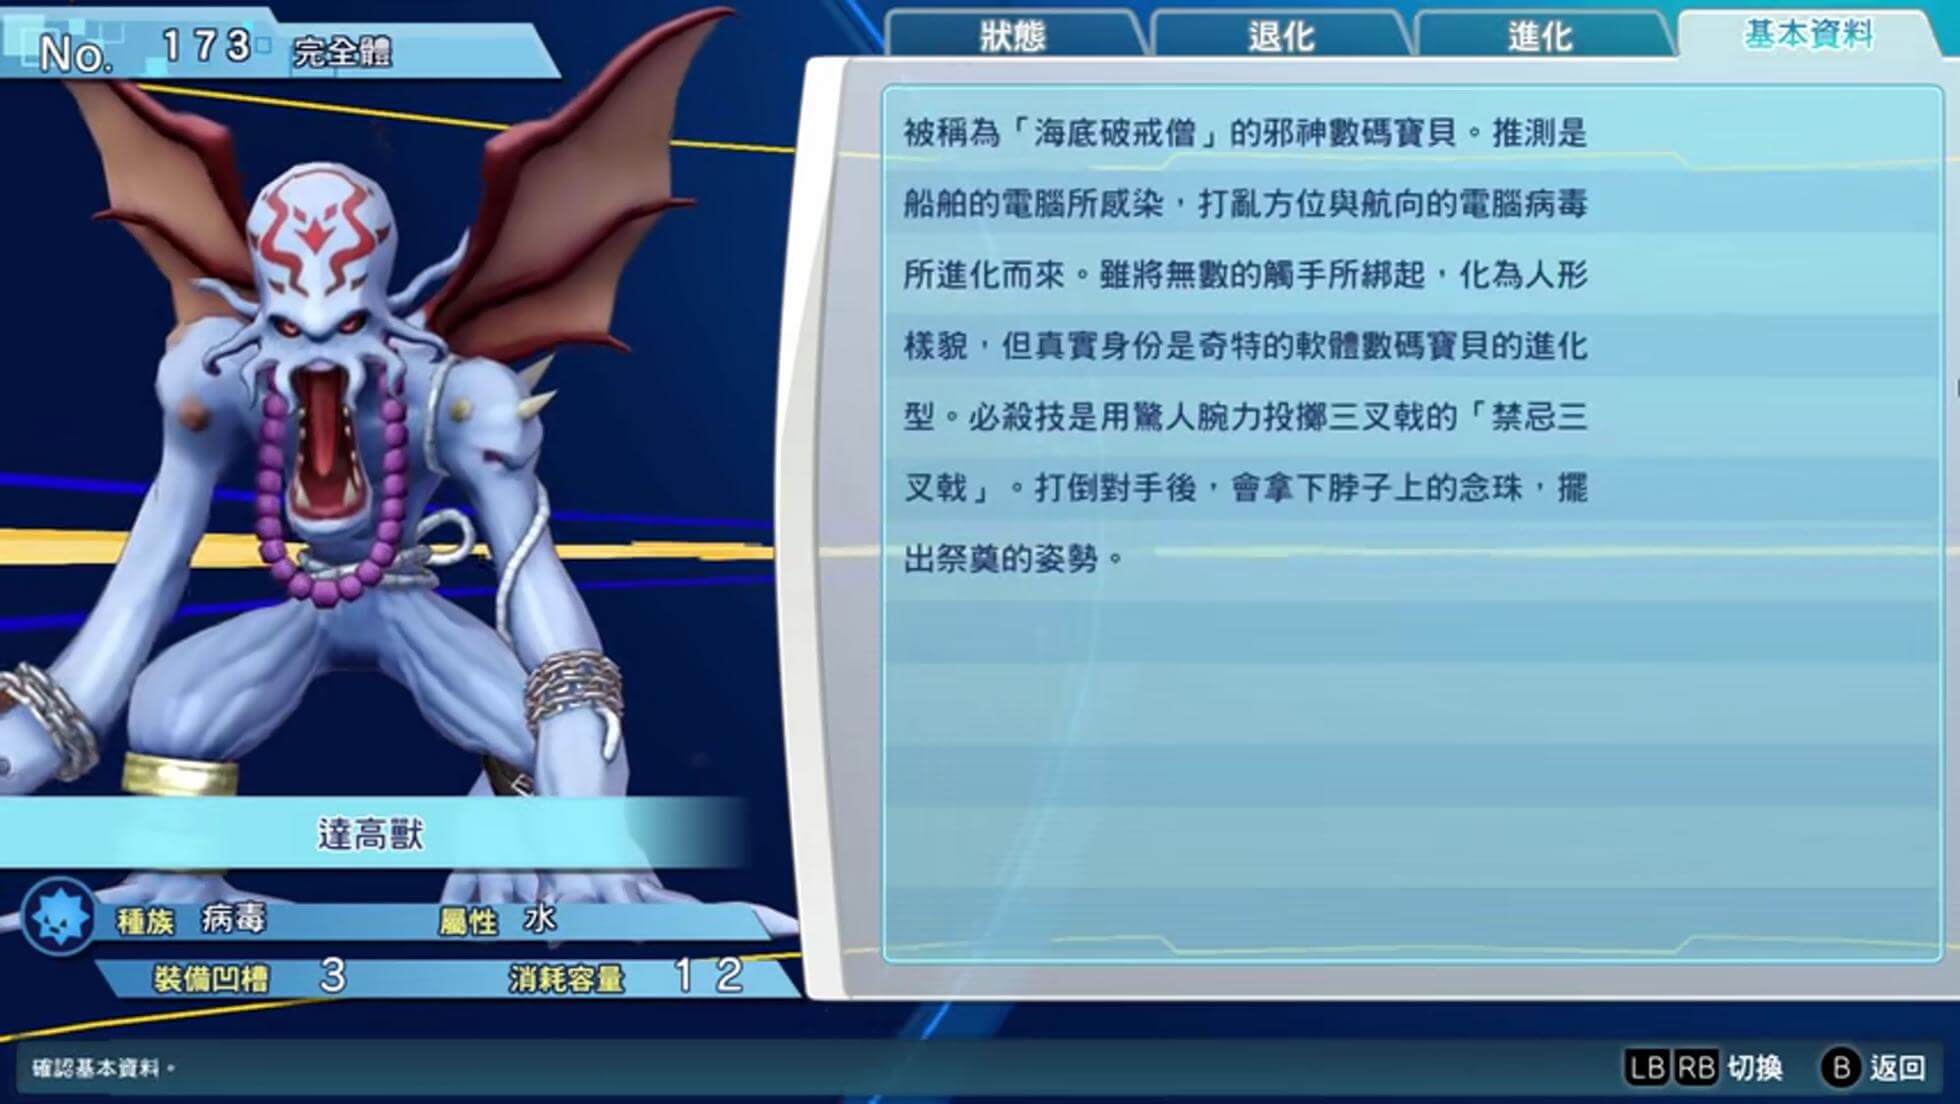 No. 173 完全體
狀態
退化
進化
基本資料
被稱為「海底破戒僧」的邪神數碼寶貝。推測是
船舶的電腦所感染，打亂方位與航向的電腦病毒
所進化而來。雖將無數的觸手所綁起，化為人形
樣貌，但真實身份是奇特的軟體數碼寶貝的進化
型。必殺技是用驚人腕力投擲三叉戟的「禁忌三
叉戟」。打倒對手後，會拿下脖子上的念珠，擺
出祭奠的姿勢。
達高獸
種族 病毒 屬性 水
裝備凹槽 3 消耗容量 12
確認基本資料。
LB RB 切換 B 返回